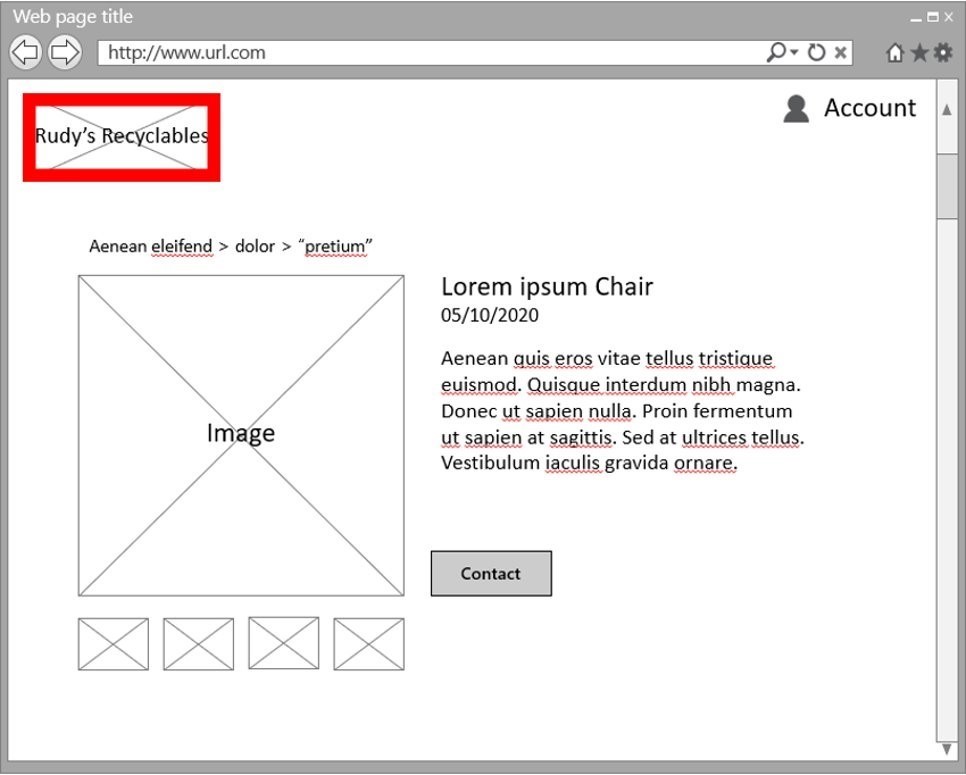 Web page title
http://www.url.com
Rudy’s Recyclables
Account
Aenean eleifend > dolor > “pretium”
Image
Lorem ipsum Chair
05/10/2020
Aenean quis eros vitae tellus tristique
euismod. Quisque interdum nibh magna.
Donec ut sapien nulla. Proin fermentum
ut sapien at sagittis. Sed at ultrices tellus.
Vestibulum iaculis gravida ornare.
Contact